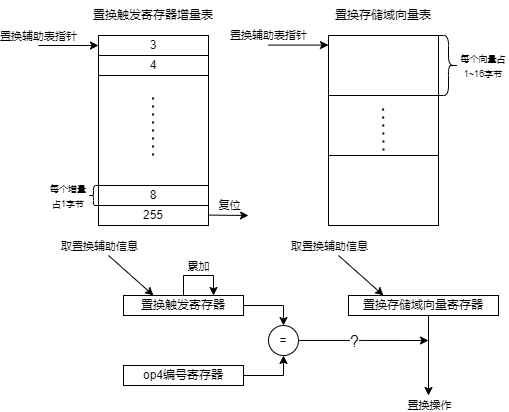 置换触发寄存器增量表
置换存储域向量表
置换辅助表指针
3
4
每个增量
占1字节
8
255
复位
置换辅助表指针
每个向量占
1~16字节
取置换辅助信息
累加
置换触发寄存器
取置换辅助信息
置换存储域向量寄存器
=
?
op4编号寄存器
置换操作